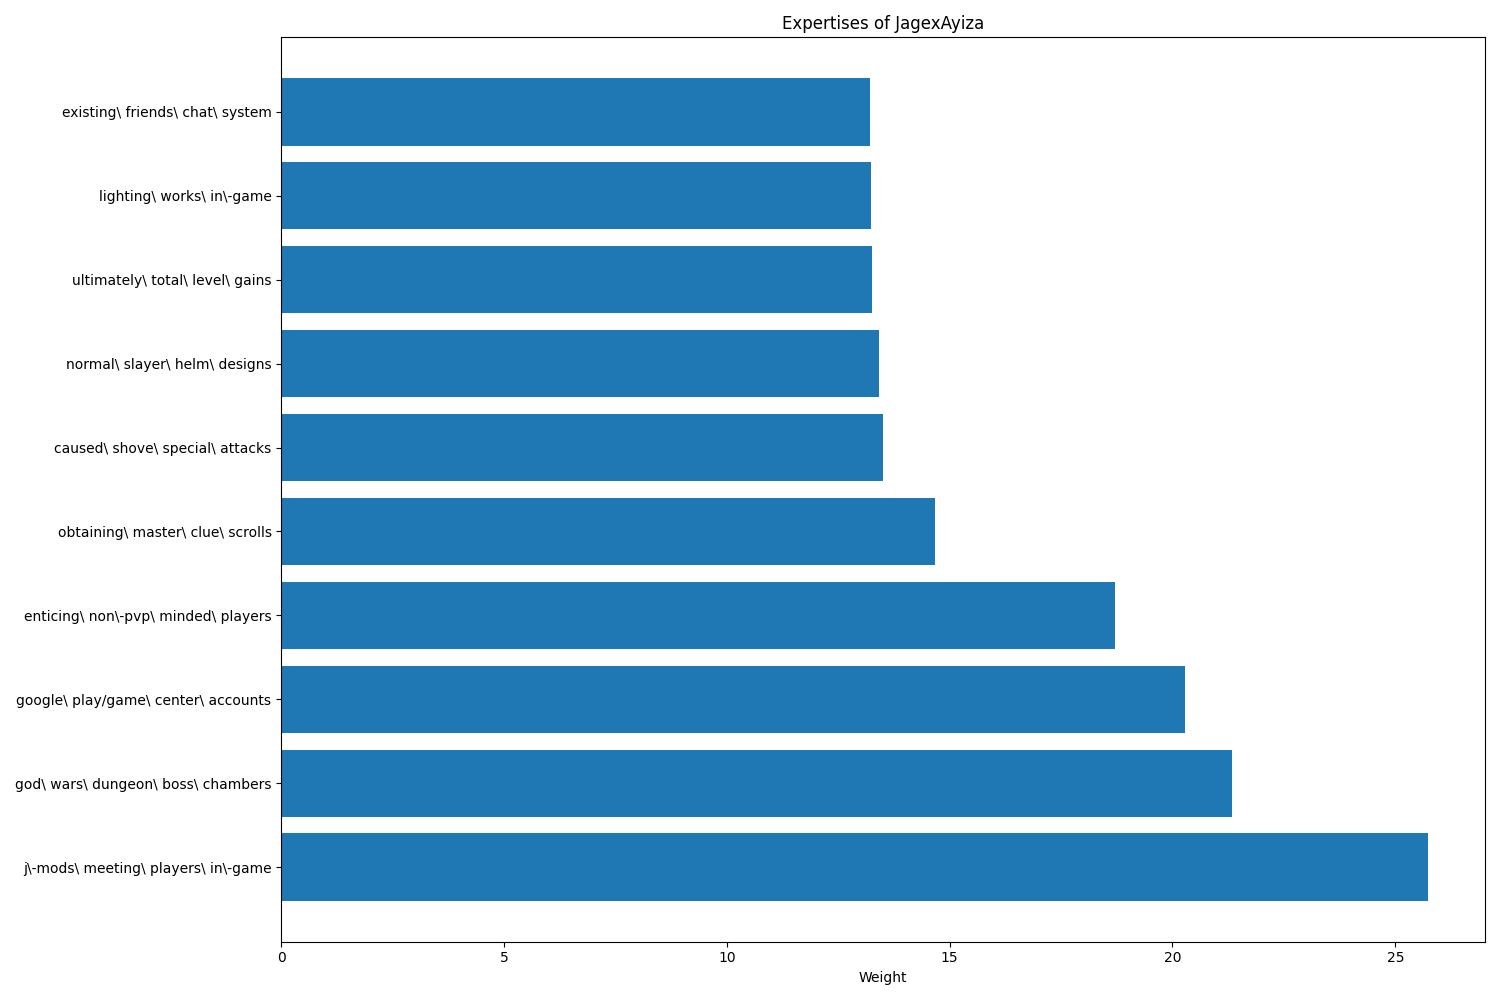 Expertises of JagexAyiza
existing\ friends\ chat\ system
lighting\ works\ in\-game
ultimately\ total\ level\ gains
normal\ slayer\ helm\ designs
caused\ shove\ special\ attacks
obtaining\ master\ clue\ scrolls
enticing\ non\-pvp\ minded\ players
google\ play/game\ center\ accounts
god\ wars\ dungeon\ boss\ chambers
j\-mods\ meeting\ players\ in\-game
0 5 10 15 20 25
Weight